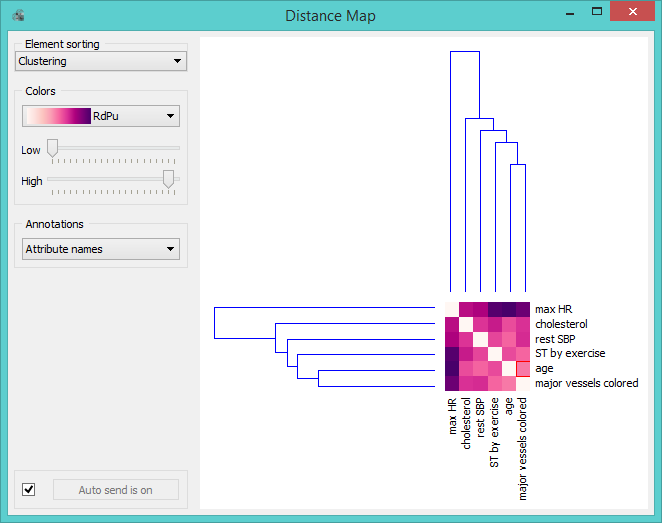 Distance Map
Element sorting
Clustering
Colors
RdPu
Low
High
Annotations
Attribute names
Auto send is on
max HR
cholesterol
rest SBP
ST by exercise
age
major vessels colored
max HR
cholesterol
rest SBP
ST by exercise
age
major vessels colored